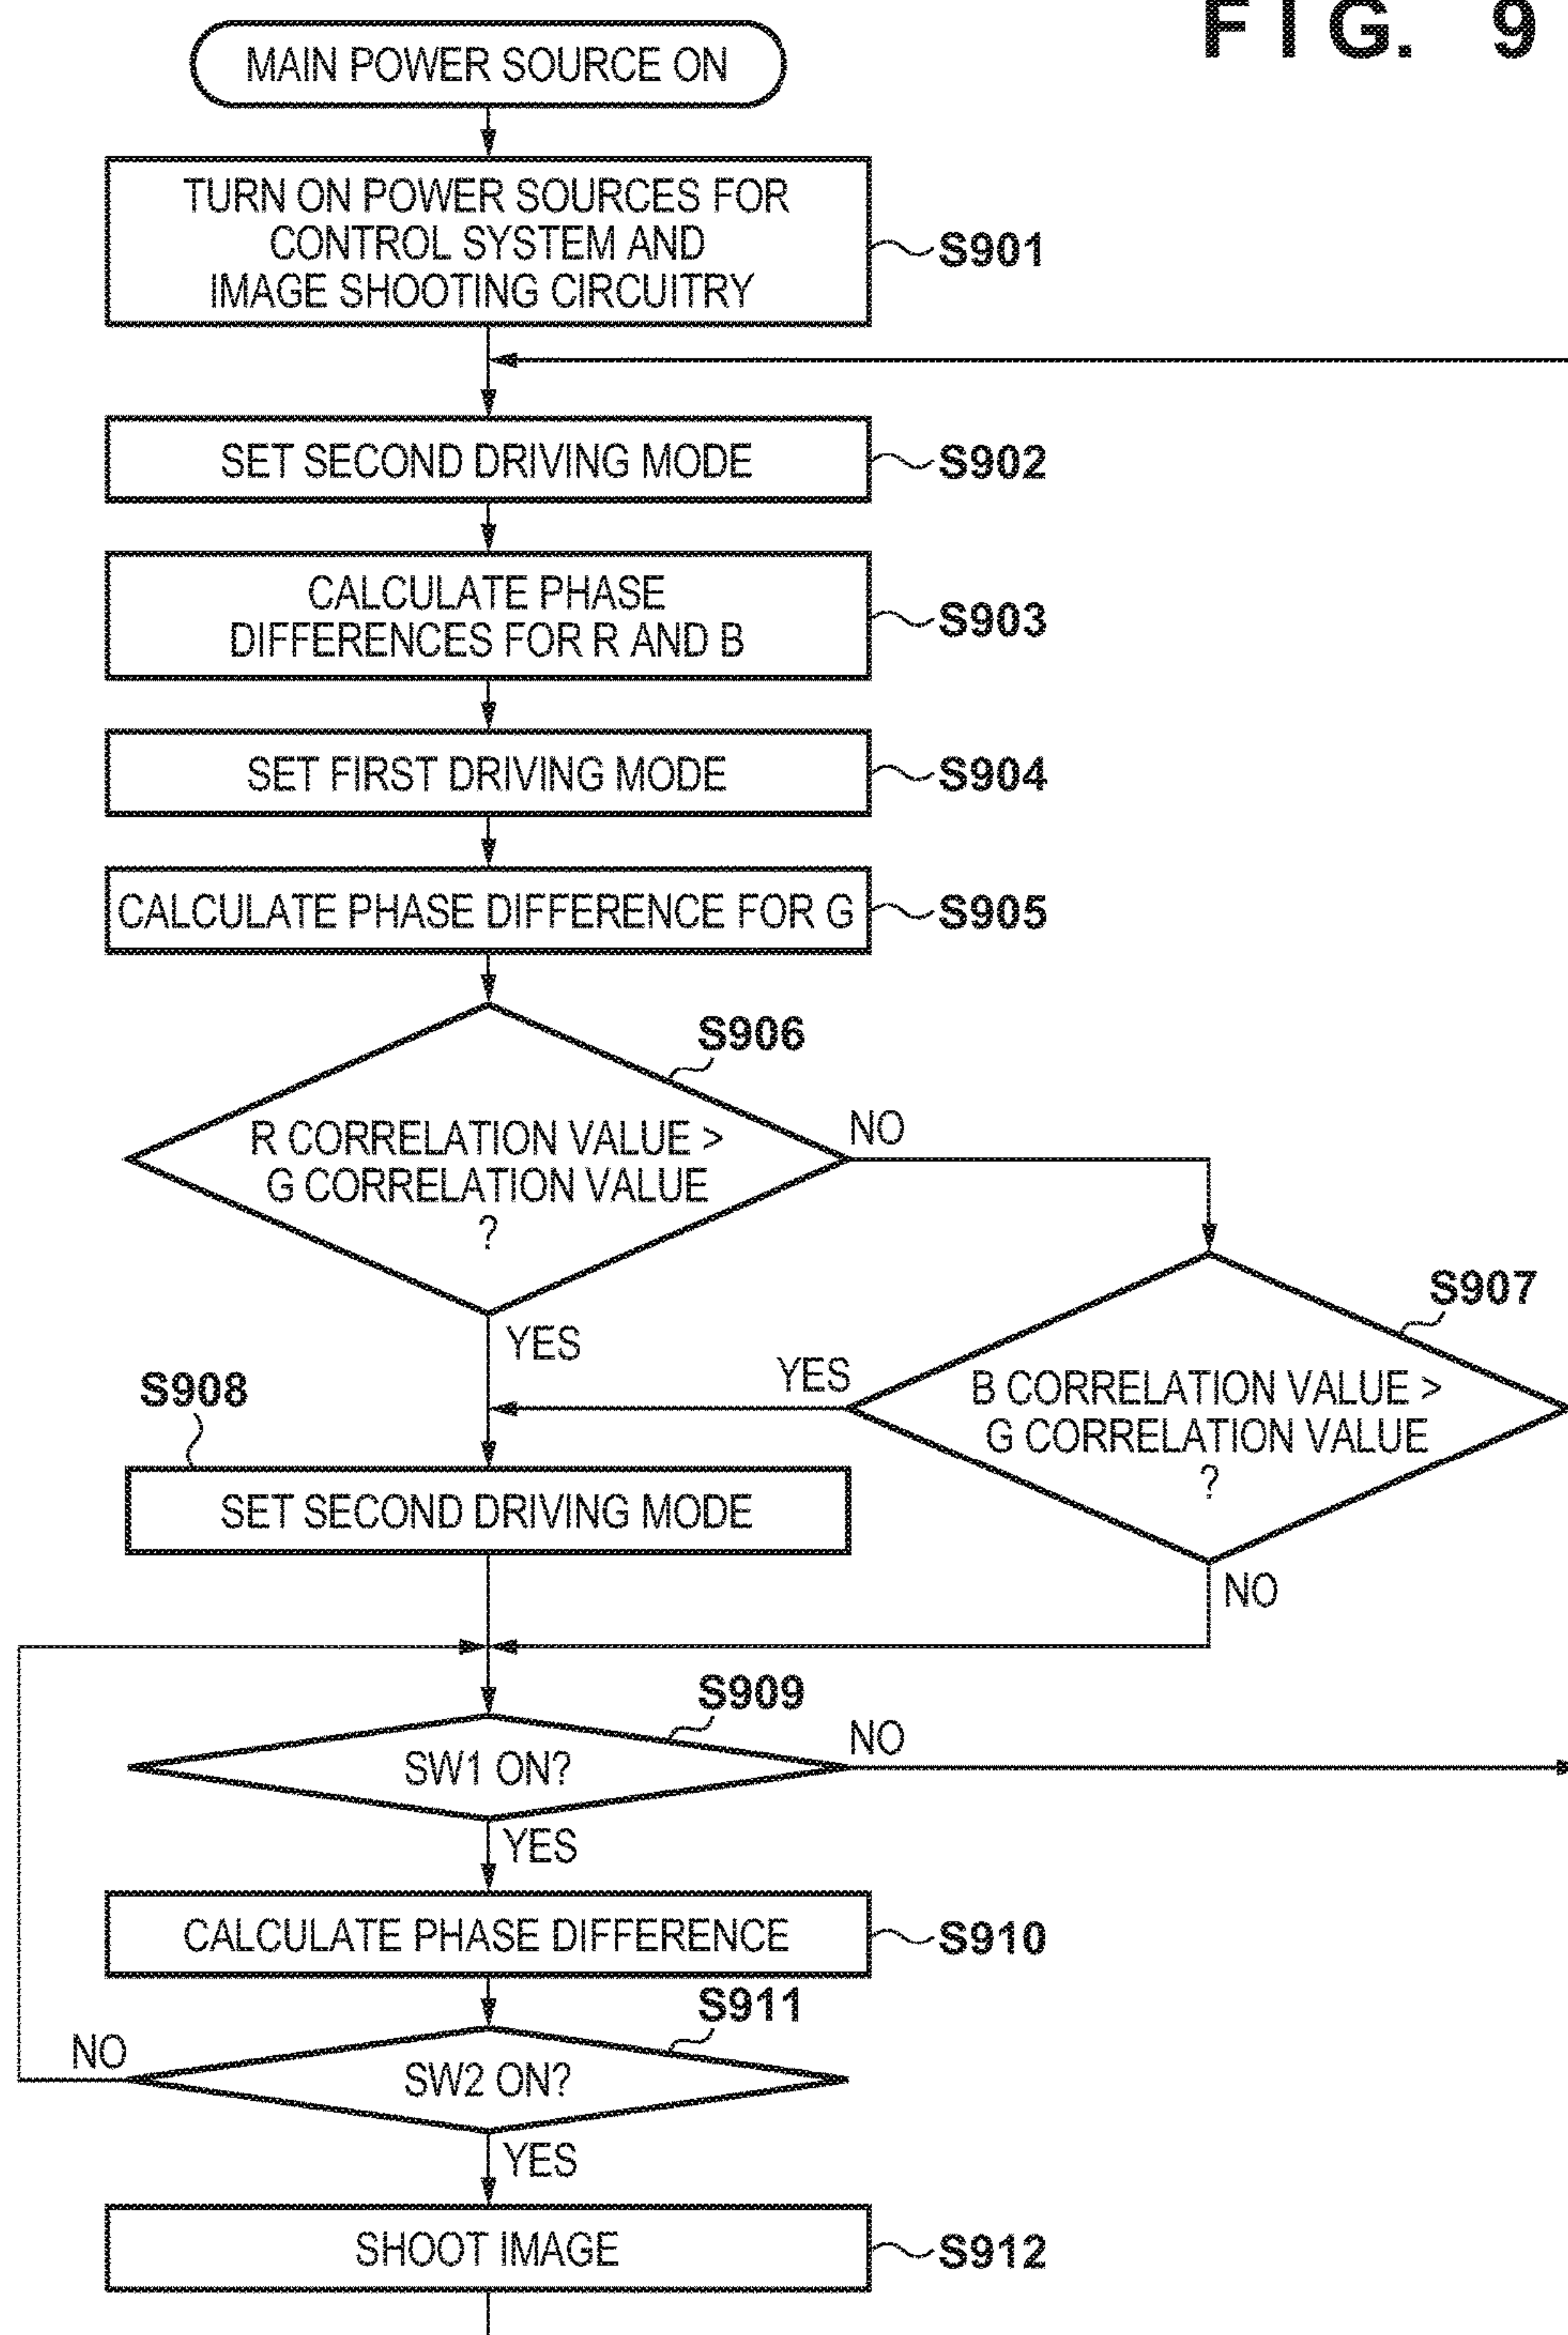 FIG. 9
MAIN POWER SOURCE ON
TURN ON POWER SOURCES FOR
CONTROL SYSTEM AND
IMAGE SHOOTING CIRCUITRY
S901
SET SECOND DRIVING MODE
S902
CALCULATE PHASE
DIFFERENCES FOR R AND B
S903
SET FIRST DRIVING MODE
S904
CALCULATE PHASE DIFFERENCE FOR G
S905
S906
R CORRELATION VALUE >
G CORRELATION VALUE
?
NO
YES
S907
B CORRELATION VALUE >
G CORRELATION VALUE
?
YES
NO
S908
SET SECOND DRIVING MODE
S909
SW1 ON?
NO
YES
CALCULATE PHASE DIFFERENCE
S910
S911
SW2 ON?
NO
YES
SHOOT IMAGE
S912